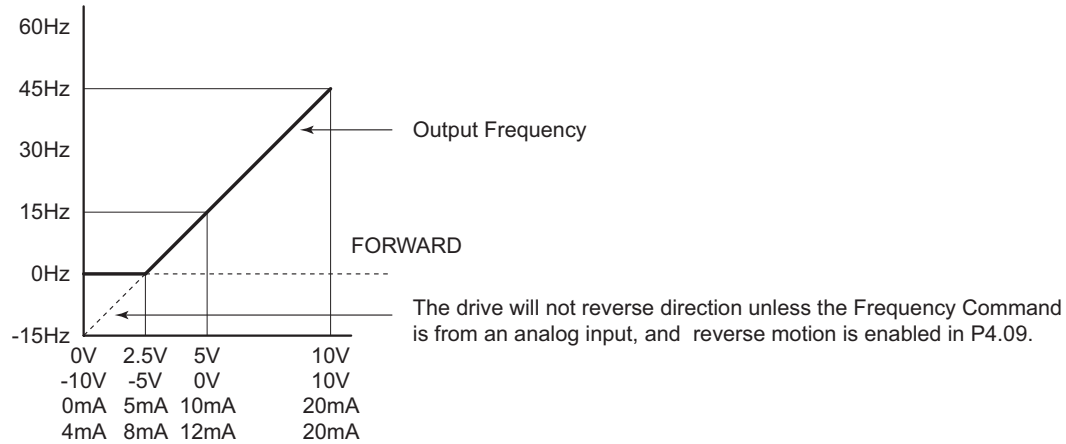 60Hz
45Hz
Output Frequency
30Hz
15Hz
FORWARD
0Hz
The drive will not reverse direction unless the Frequency Command
is from an analog input, and reverse motion is enabled in P4.09.
-15Hz
0V 2.5V 5V 10V
-10V -5V 0V 10V
0mA 5mA 10mA 20mA
4mA 8mA 12mA 20mA